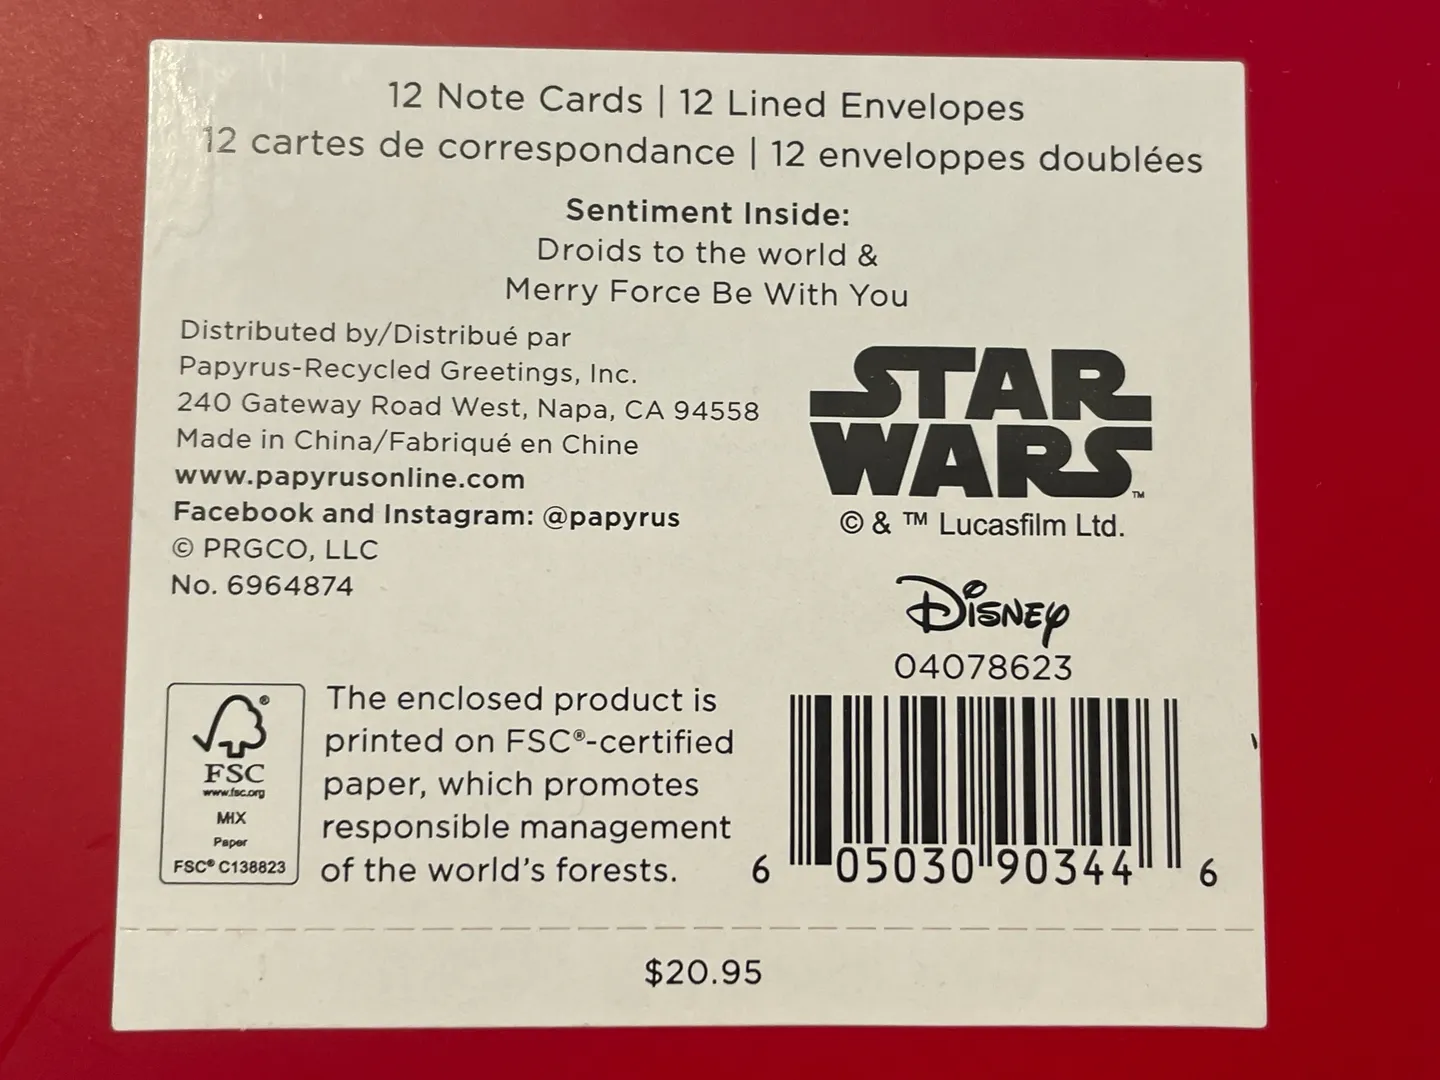 12 Note Cards | 12 Lined Envelopes
12 cartes de correspondance | 12 enveloppes doublées
Sentiment Inside:
Droids to the world &
Merry Force Be With You
Distributed by/Distribué par
Papyrus-Recycled Greetings, Inc.
240 Gateway Road West, Napa, CA 94558
Made in China/Fabriqué en Chine
www.papyrusonline.com
Facebook and Instagram: @papyrus
© PRGCO, LLC
No. 6964874
STAR
WARS™
© & ™ Lucasfilm Ltd.
Disney
04078623
®
FSC
www.fsc.org
MIX
Paper
FSC® C138823
The enclosed product is
printed on FSC®-certified
paper, which promotes
responsible management
of the world's forests.
6 05030 90344 6
$20.95